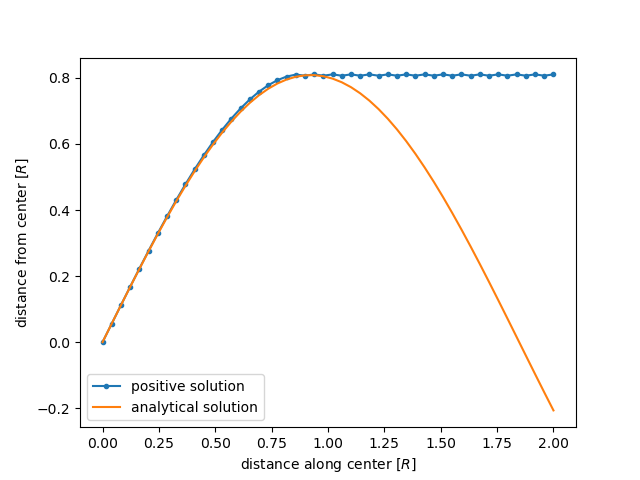 distance from center [R]
0.8
0.6
0.4
0.2
0.0
−0.2
positive solution
analytical solution
0.00 0.25 0.50 0.75 1.00 1.25 1.50 1.75 2.00
distance along center [R]